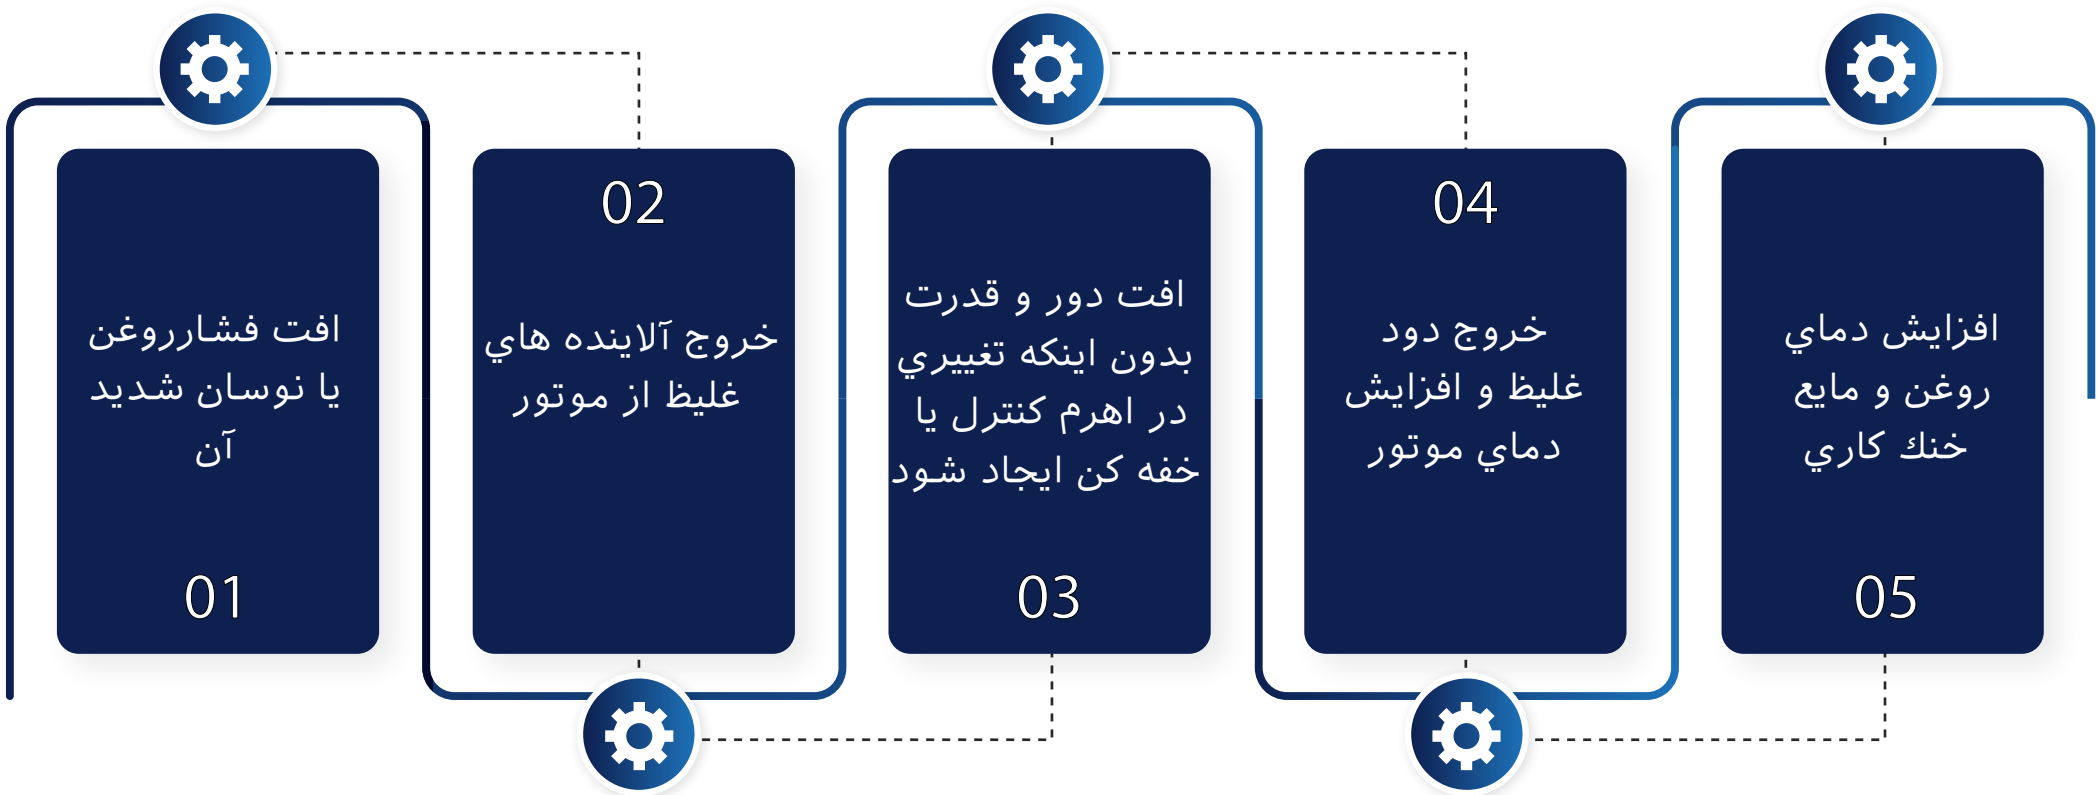 افت فشارروغن
يا نوسان شديد
آن
01
02
خروج آلاينده هاي
غليظ از موتور
افت دور و قدرت
بدون اينكه تغييري
در اهرم كنترل يا
خفه كن ايجاد شود
03
04
خروج دود
غليظ و افزايش
دماي موتور
افزايش دماي
روغن و مايع
خنك كاري
05